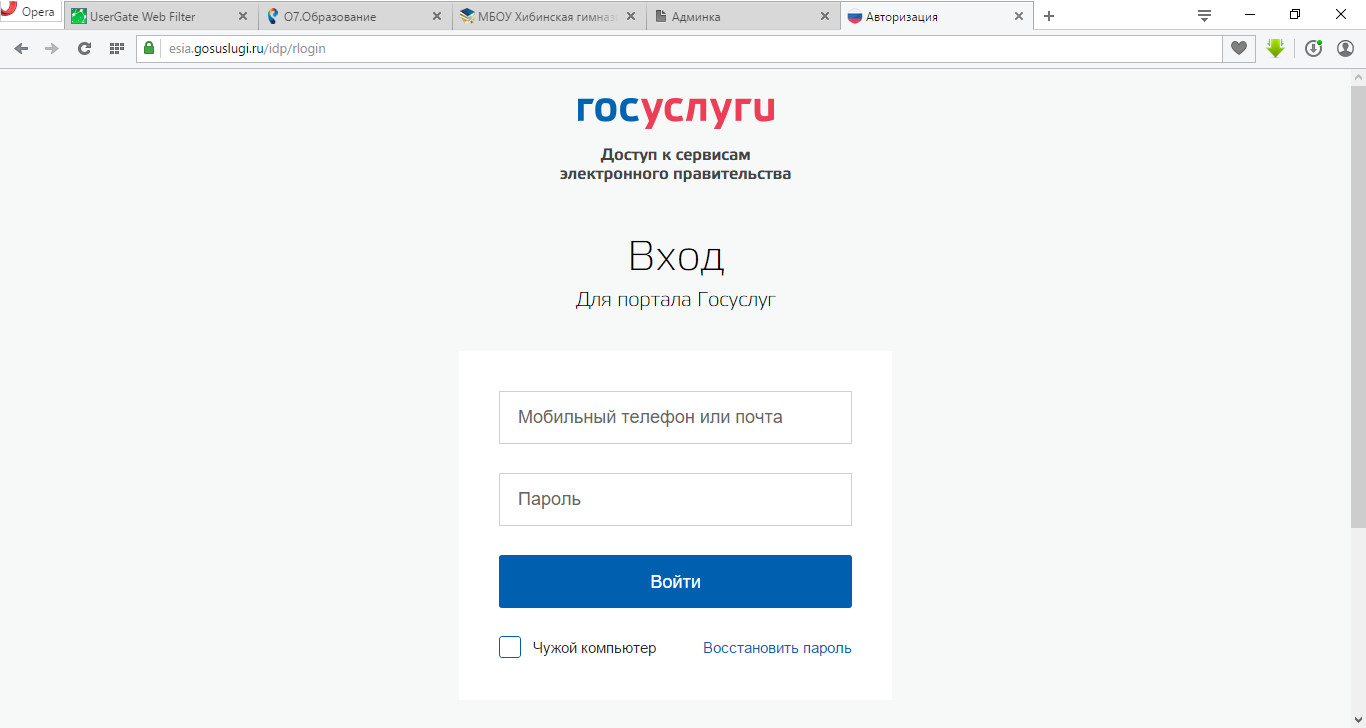 Opera
UserGate Web Filter
О7.Образование
МБОУ Хибинская гимназ
Админка
Авторизация
esia.gosuslugi.ru/idp/rlogin
госуслуги
Доступ к сервисам
электронного правительства
Вход
Для портала Госуслуг
Мобильный телефон или почта
Пароль
Войти
Чужой компьютер
Восстановить пароль